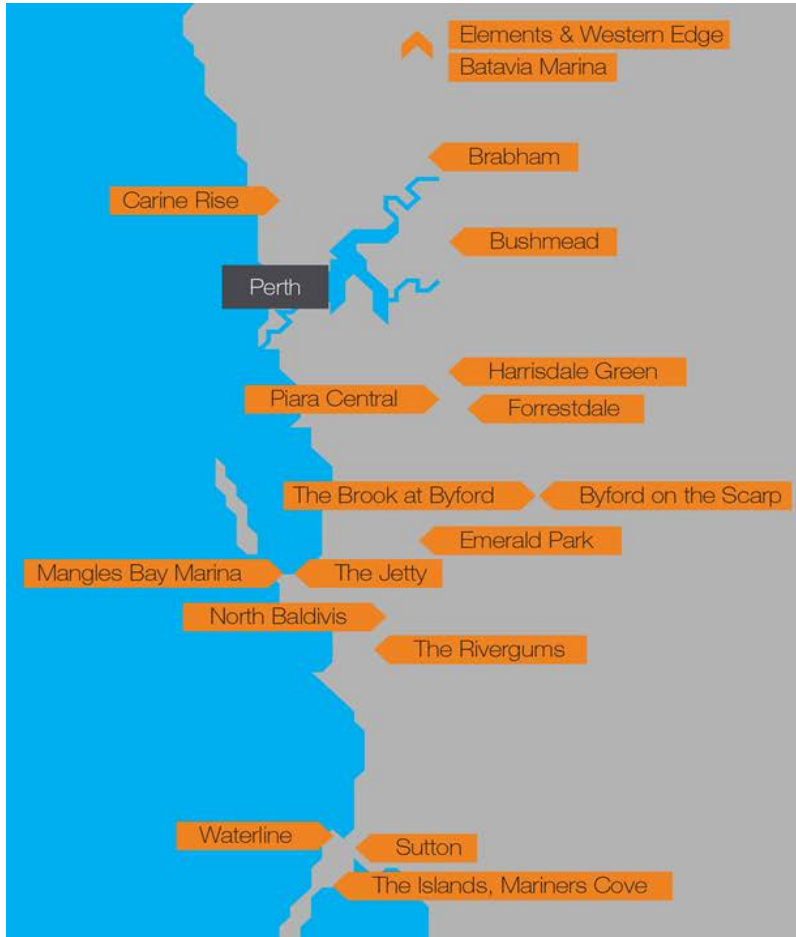 Elements & Western Edge
Batavia Marina
Brabham
Carine Rise
Bushmead
Perth
Harrisdale Green
Piara Central
Forrestdale
The Brook at Byford
Byford on the Scarp
Emerald Park
Mangles Bay Marina
The Jetty
North Baldivis
The Rivergums
Waterline
Sutton
The Islands, Mariners Cove